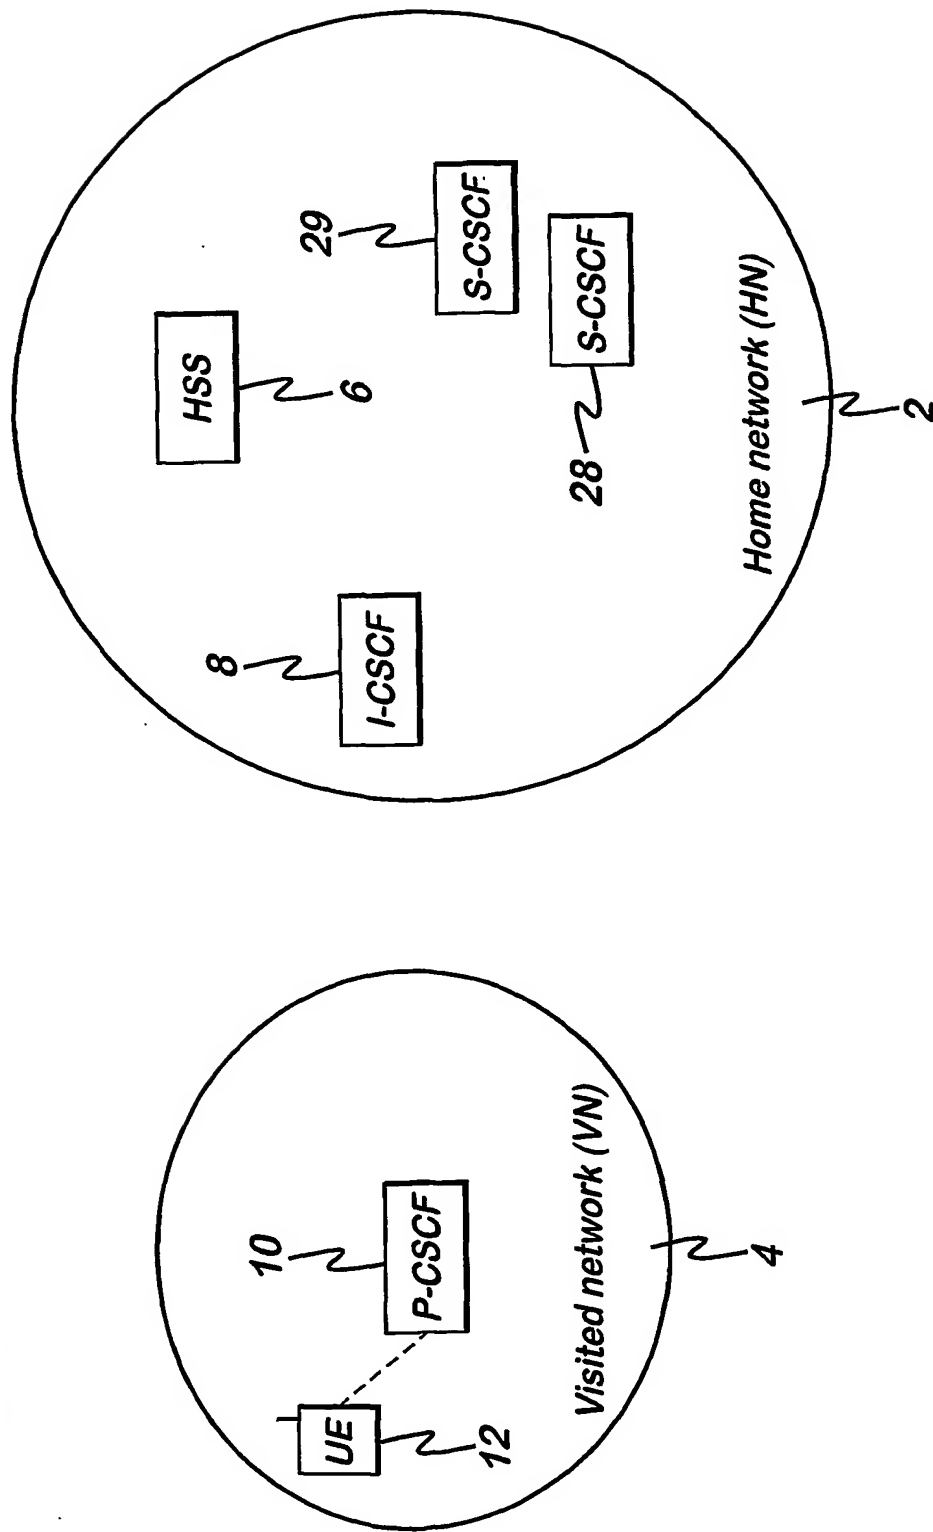 UE
12
10
P-CSCF
Visited network (VN)
4
8
I-CSCF
HSS
6
29
S-CSCF
28
S-CSCF
Home network (HN)
2